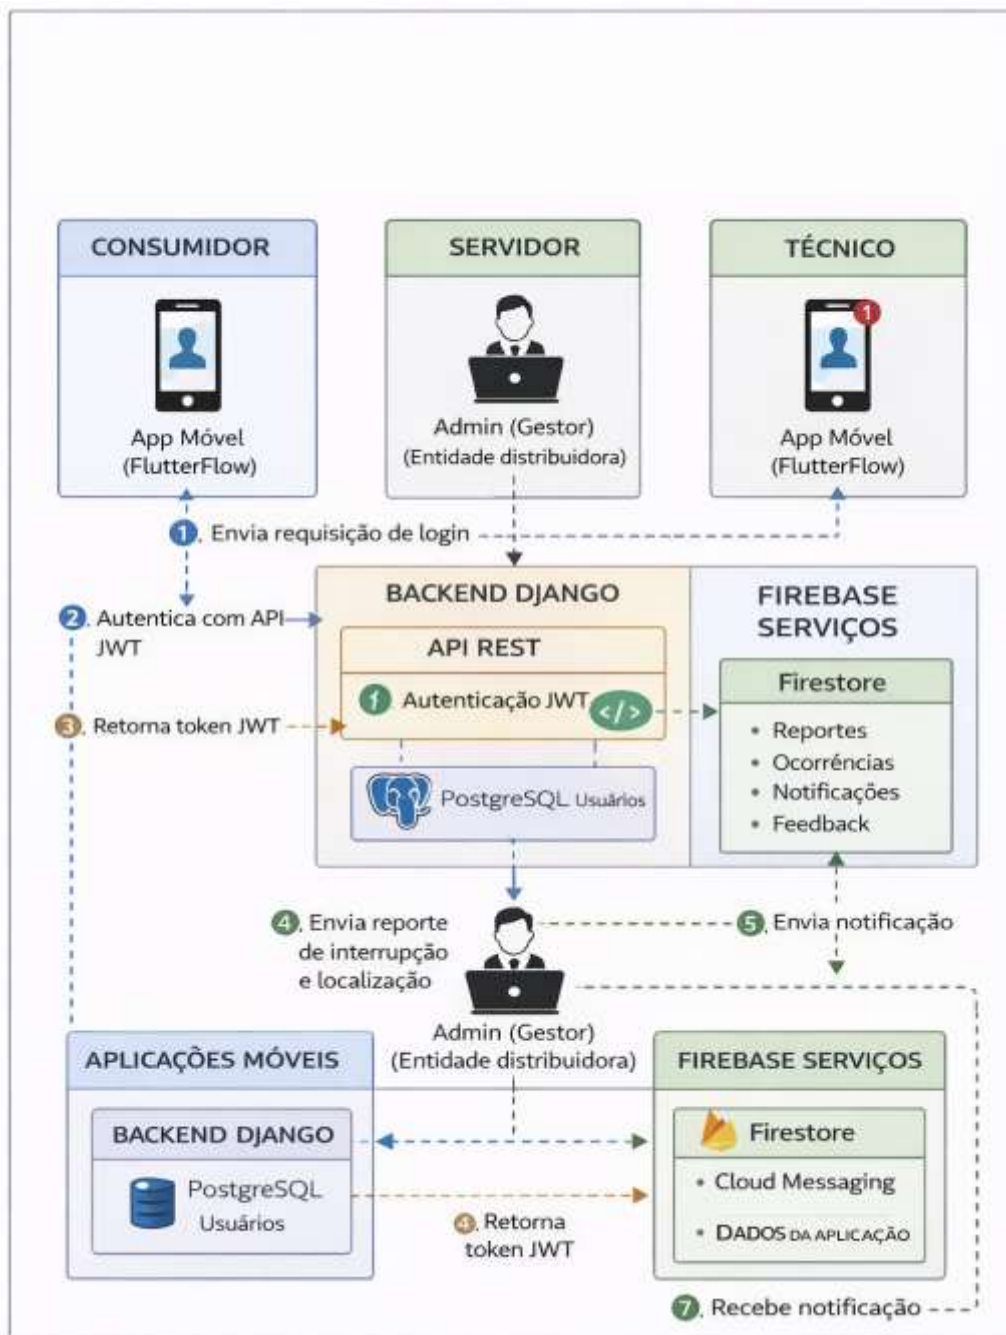 CONSUMIDOR
App Móvel
(FlutterFlow)
SERVIDOR
Admin (Gestor)
(Entidade distribuidora)
TÉCNICO
1
App Móvel
(FlutterFlow)
1. Envia requisição de login
2. Autentica com API
JWT
3. Retorna token JWT
BACKEND DJANGO
API REST
Autenticação JWT
</>
PostgreSQL Usuários
FIREBASE
SERVIÇOS
Firestore
• Reportes
• Ocorréncias
• Notificações
• Feedback
4. Envia reporte
de interrupção
e localização
5. Envia notificação
Admin (Gestor)
(Entidade distribuidora)
APLICAÇÕES MÓVEIS
BACKEND DJANGO
PostgreSQL
Usuários
4. Retorna
token JWT
FIREBASE SERVIÇOS
Firestore
• Cloud Messaging
• DADOS DA APLICAÇÃO
7. Recebe notificação